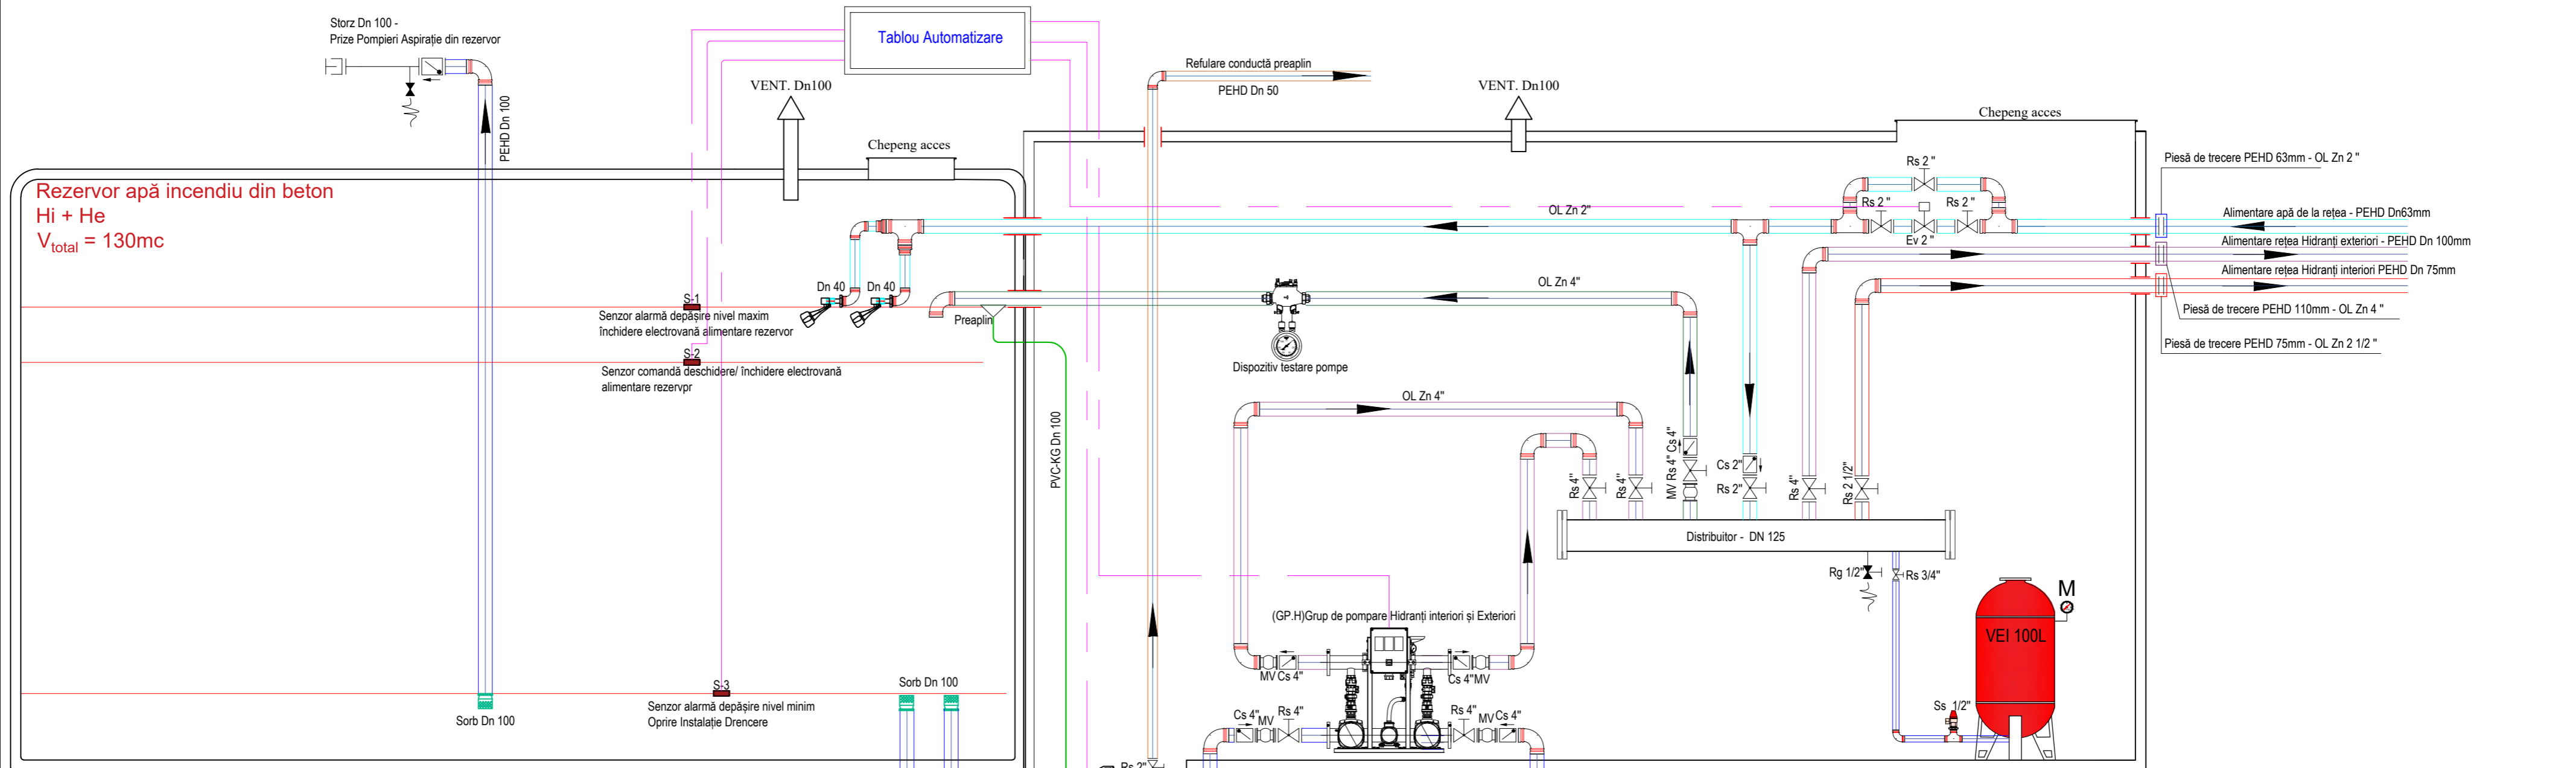 Storz Dn 100 -
Prize Pompieri Aspirație din rezervor
PEHD Dn 100
Tablou Automatizare
VENT. Dn100
Chepeng acces
Rezervor apă incendiu din beton
Hi + He
Vtotal = 130mc
S-1
Senzor alarmă depășire nivel maxim
închidere electrovană alimentare rezervor
S-2
Senzor comandă deschidere/ închidere electrovană
alimentare rezervpr
S-3
Senzor alarmă depășire nivel minim
Oprire Instalație Drencere
Sorb Dn 100
Sorb Dn 100
Dn 40
Dn 40
Preaplin
PVC-KG Dn 100
Refulare conductă preaplin
PEHD Dn 50
VENT. Dn100
Chepeng acces
OL Zn 2"
OL Zn 4"
Dispozitiv testare pompe
OL Zn 4"
Rs 2 "
Rs 2 "
Rs 2 "
Ev 2 "
Piesă de trecere PEHD 63mm - OL Zn 2 "
Alimentare apă de la rețea - PEHD Dn63mm
Alimentare rețea Hidranți exteriori - PEHD Dn 100mm
Alimentare rețea Hidranți interiori PEHD Dn 75mm
Piesă de trecere PEHD 110mm - OL Zn 4 "
Piesă de trecere PEHD 75mm - OL Zn 2 1/2 "
Rs 4"
Rs 4"
MV Rs 4" Cs 4"
Cs 2"
Rs 2"
Rs 4"
Rs 2 1/2"
Distribuitor - DN 125
Rg 1/2"
Rs 3/4"
(GP.H)Grup de pompare Hidranți interiori și Exteriori
MV Cs 4"
Cs 4"MV
Cs 4"
MV
Rs 4"
Rs 4"
MV
Cs 4"
Rs 2"
M
VEI 100L
Ss 1/2"